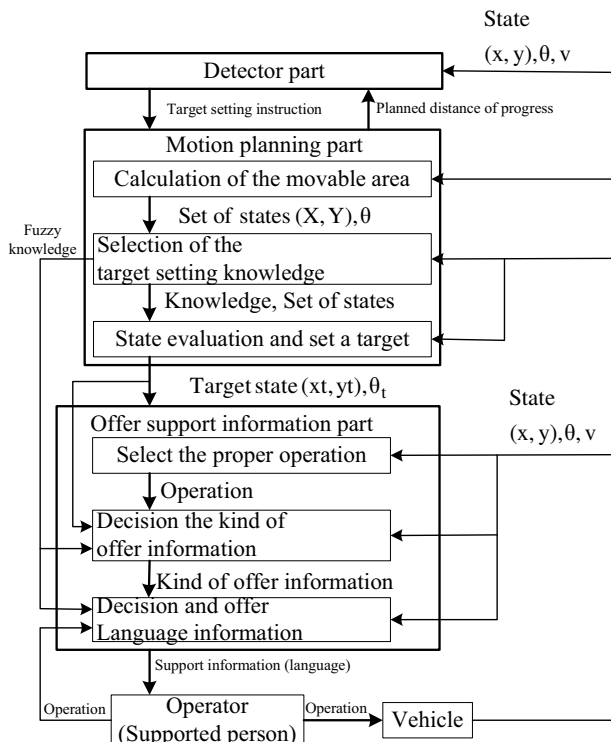 State
(x, y),θ, v
Detector part
Target setting instruction
Planned distance of progress
Motion planning part
Calculation of the movable area
Set of states (X, Y),θ
Fuzzy
knowledge
Selection of the
target setting knowledge
Knowledge, Set of states
State evaluation and set a target
Target state (xt, yt),θt
State
(x, y),θ, v
Offer support information part
Select the proper operation
Operation
Decision the kind of
offer information
Kind of offer information
Decision and offer
Language information
Support information (language)
Operation
Operator
(Supported person)
Operation
Vehicle